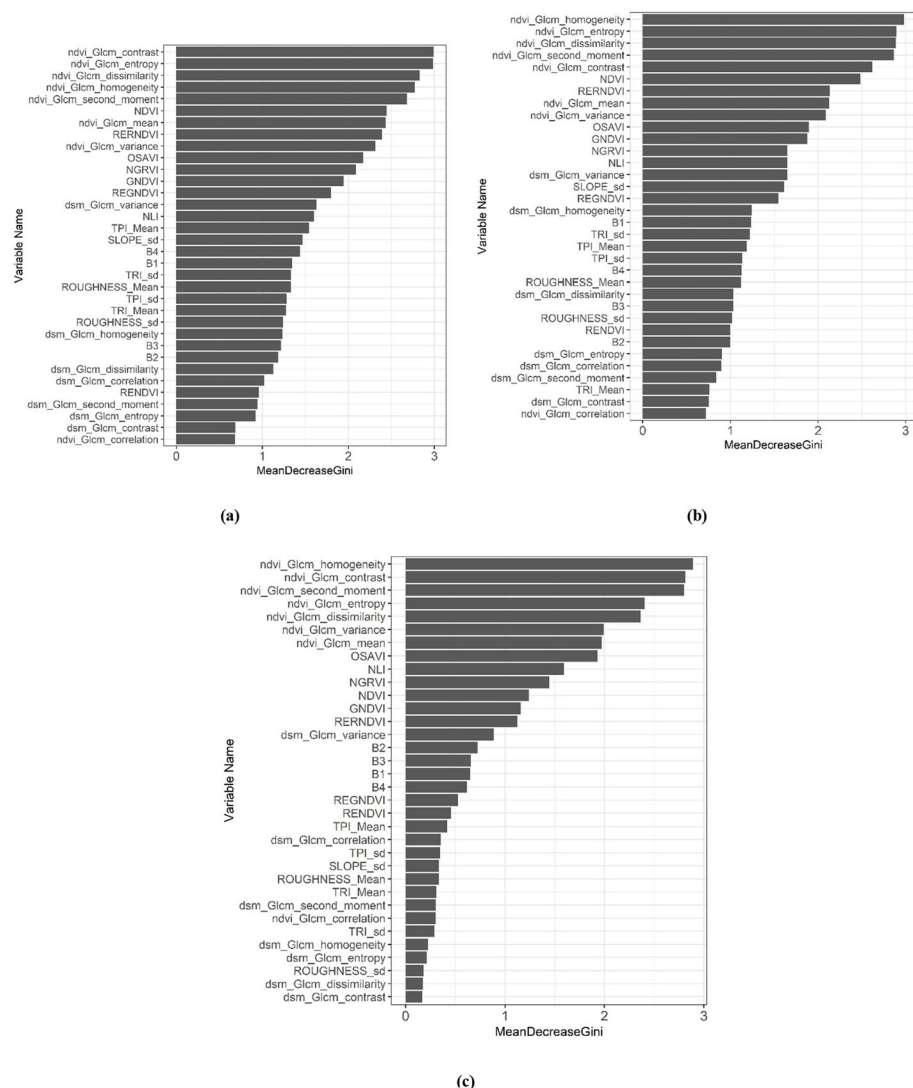 ndvi_Glcm_contrast
ndvi_Glcm_entropy
ndvi_Glcm_dissimilarity
ndvi_Glcm_homogeneity
ndvi_Glcm_second_moment
NDVI
ndvi_Glcm_mean
RERNDVI
ndvi_Glcm_variance
OSAVI
NGRVI
GNDVI
REGNDVI
dsm_Glcm_variance
NLI
TPI_Mean
SLOPE_sd
B4
B1
TRI_sd
ROUGHNESS_Mean
TPI_sd
TRI_Mean
ROUGHNESS_sd
dsm_Glcm_homogeneity
B3
B2
dsm_Glcm_dissimilarity
dsm_Glcm_correlation
RENDVI
dsm_Glcm_second_moment
dsm_Glcm_entropy
dsm_Glcm_contrast
ndvi_Glcm_correlation
Variable Name
0 1 2 3
MeanDecreaseGini
(a)
ndvi_Glcm_homogeneity
ndvi_Glcm_entropy
ndvi_Glcm_dissimilarity
ndvi_Glcm_second_moment
ndvi_Glcm_contrast
NDVI
RERNDVI
ndvi_Glcm_mean
ndvi_Glcm_variance
OSAVI
GNDVI
NGRVI
NLI
dsm_Glcm_variance
SLOPE_sd
REGNDVI
dsm_Glcm_homogeneity
B1
TRI_sd
TPI_Mean
TPI_sd
B4
ROUGHNESS_Mean
dsm_Glcm_dissimilarity
B3
ROUGHNESS_sd
RENDVI
B2
dsm_Glcm_entropy
dsm_Glcm_correlation
dsm_Glcm_second_moment
TRI_Mean
dsm_Glcm_contrast
ndvi_Glcm_correlation
Variable Name
0 1 2 3
MeanDecreaseGini
(b)
ndvi_Glcm_homogeneity
ndvi_Glcm_contrast
ndvi_Glcm_second_moment
ndvi_Glcm_entropy
ndvi_Glcm_dissimilarity
ndvi_Glcm_variance
ndvi_Glcm_mean
OSAVI
NLI
NGRVI
NDVI
GNDVI
RERNDVI
dsm_Glcm_variance
B2
B3
B1
B4
REGNDVI
RENDVI
TPI_Mean
dsm_Glcm_correlation
TPI_sd
SLOPE_sd
ROUGHNESS_Mean
TRI_Mean
dsm_Glcm_second_moment
ndvi_Glcm_correlation
TRI_sd
dsm_Glcm_homogeneity
dsm_Glcm_entropy
ROUGHNESS_sd
dsm_Glcm_dissimilarity
dsm_Glcm_contrast
Variable Name
0 1 2 3
MeanDecreaseGini
(c)